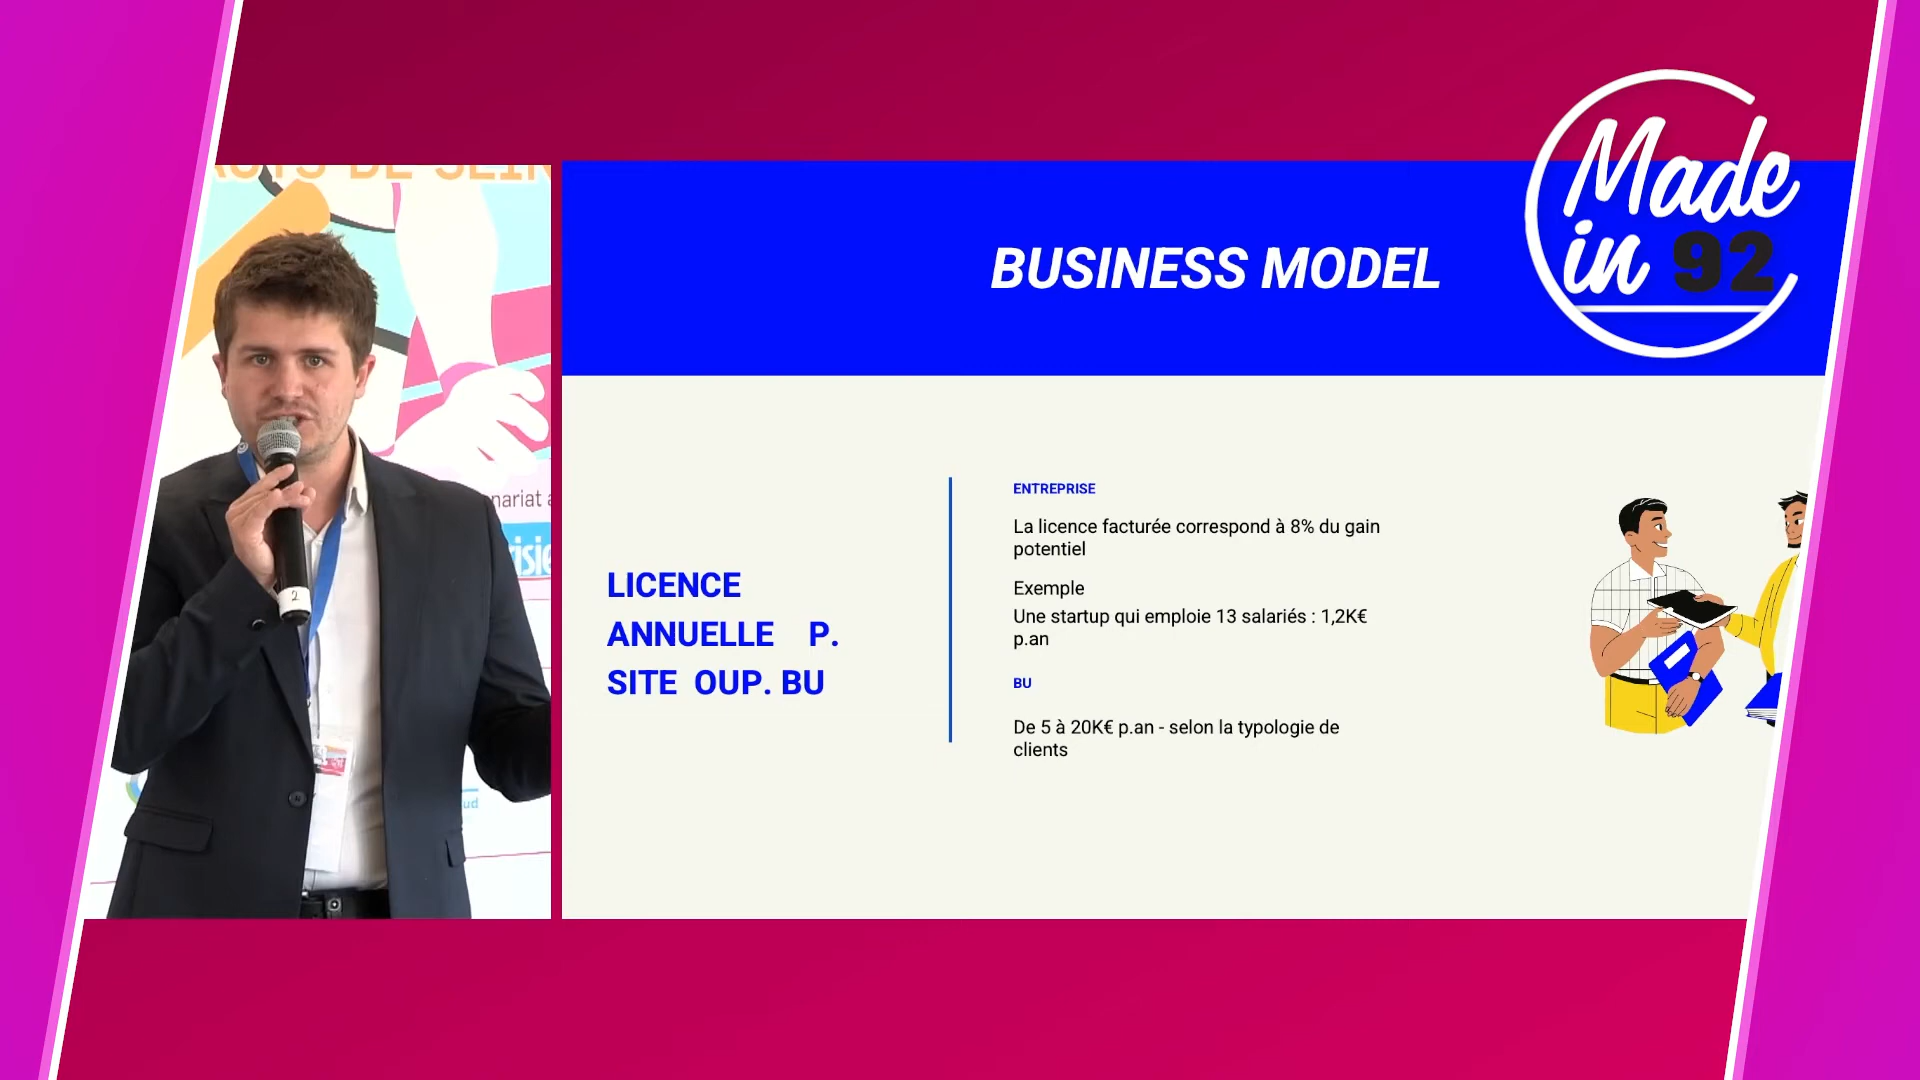 Made
in 92
BUSINESS MODEL
LICENCE
ANNUELLE P.
SITE OUP. BU
ENTREPRISE
La licence facturée correspond à 8% du gain
potentiel
Exemple
Une startup qui emploie 13 salariés : 1,2K€
p.an
BU
De 5 à 20K€ p.an - selon la typologie de
clients
2